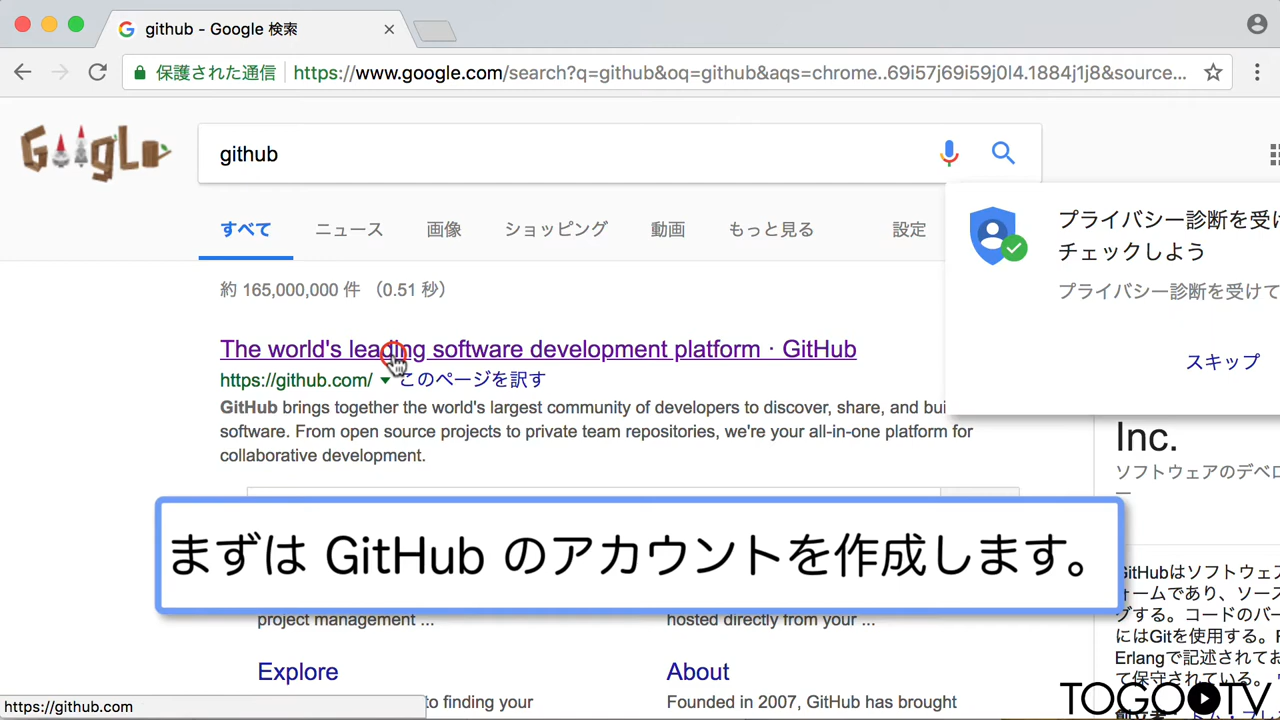 github - Google 検索
保護された通信
https://www.google.com/search?q=github&oq=github&aqs=chrome..69i57j69i59j0l4.1884j1j8&source...
Google
github
すべて ニュース 画像 ショッピング 動画 もっと見る 設定
プライバシー診断を受け
チェックしよう
プライバシー診断を受けて
スキップ
約 165,000,000 件 (0.51 秒)
The world's leading software development platform · GitHub
https://github.com/ このページを訳す
GitHub brings together the world's largest community of developers to discover, share, and bui
software. From open source projects to private team repositories, we're your all-in-one platform for
collaborative development.
Inc.
ソフトウェアのデベロ
ー
まずは GitHub のアカウントを作成します。
project management ...
hosted directly from your ...
Explore
About
to finding your
Founded in 2007, GitHub has brought
GitHubはソフトウェ
ォームであり、ソース
グする。コードのバー
にはGitを使用する。
Erlangで記述されてお
て保守されている。
https://github.com
TOGOTV